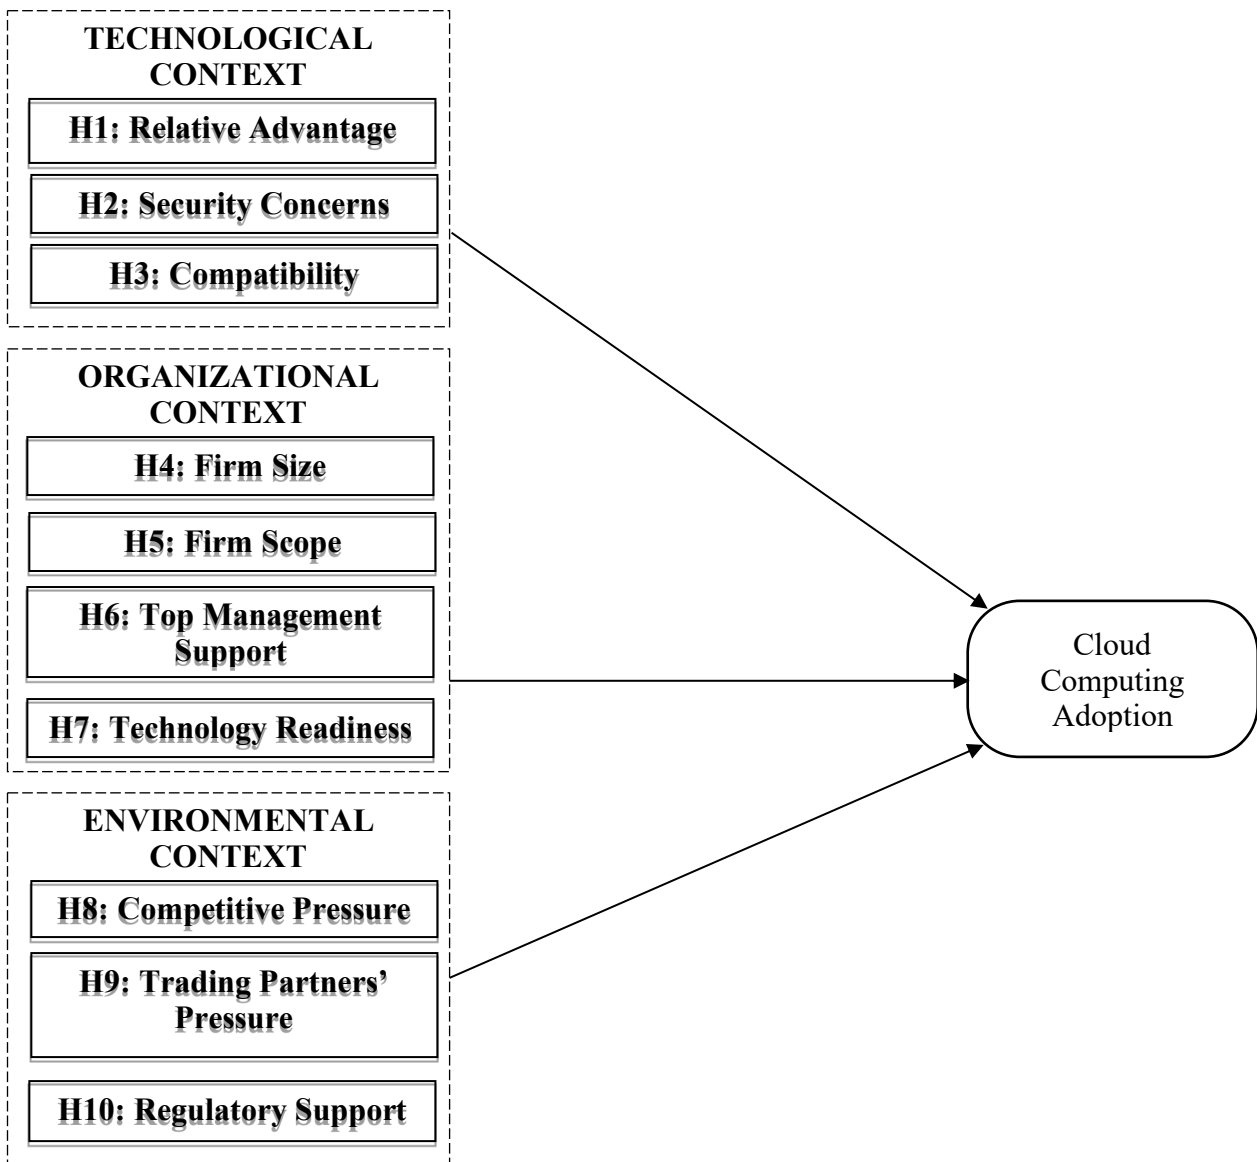 TECHNOLOGICAL
CONTEXT
H1: Relative Advantage
H2: Security Concerns
H3: Compatibility
ORGANIZATIONAL
CONTEXT
H4: Firm Size
H5: Firm Scope
H6: Top Management
Support
H7: Technology Readiness
ENVIRONMENTAL
CONTEXT
H8: Competitive Pressure
H9: Trading Partners’
Pressure
H10: Regulatory Support
Cloud
Computing
Adoption